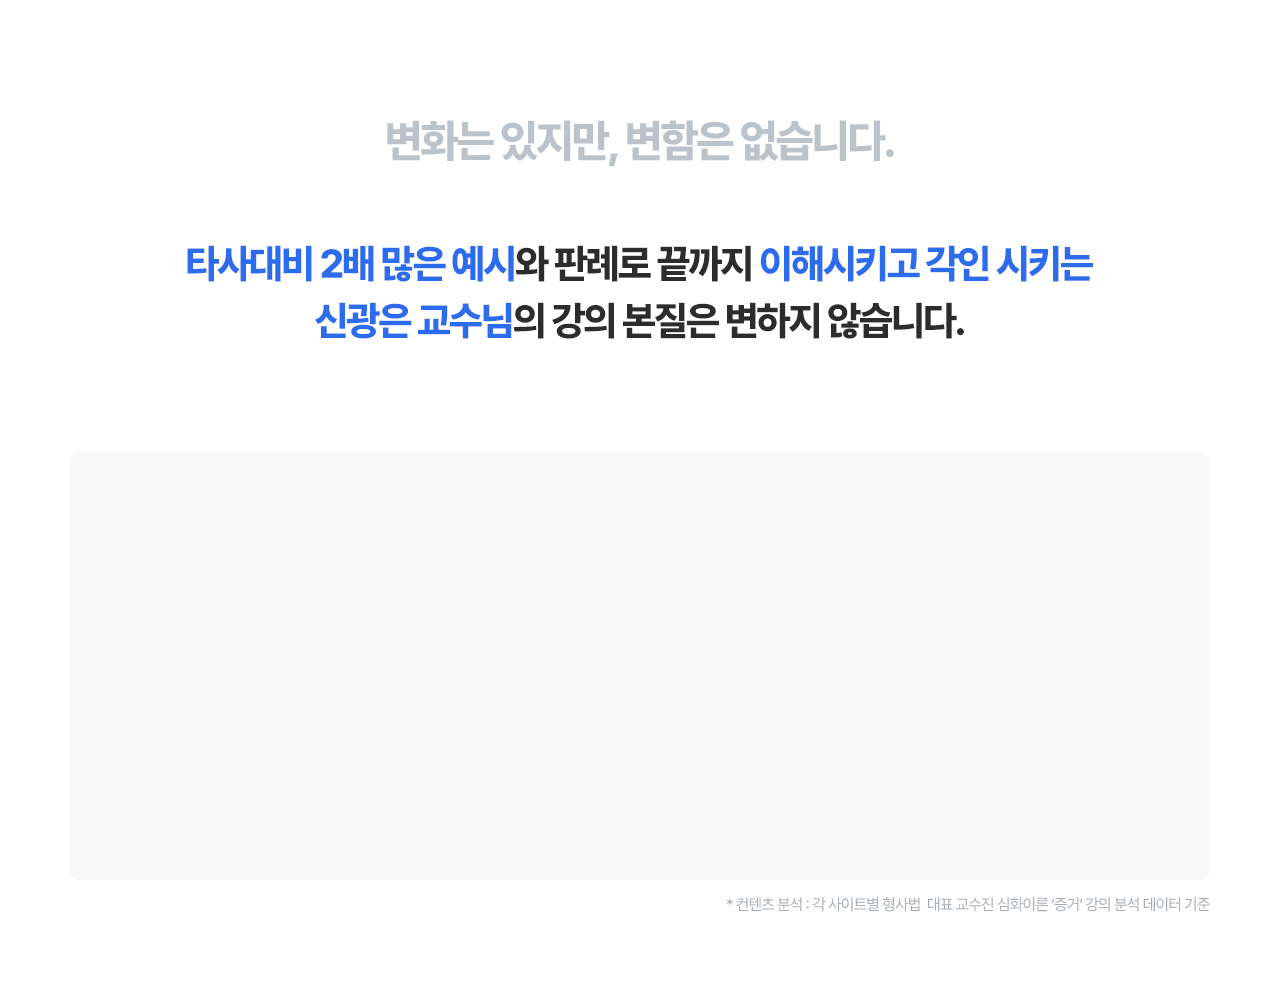 변화는 있지만, 변함은 없습니다.
타사대비 2배 많은 예시와 판례로 끝까지 이해시키고 각인 시키는
신광은 교수님의 강의 본질은 변하지 않습니다.
* 컨텐츠 분석 : 각 사이트별 형사법 대표 교수진 심화이론 ‘증거’ 강의 분석 데이터 기준